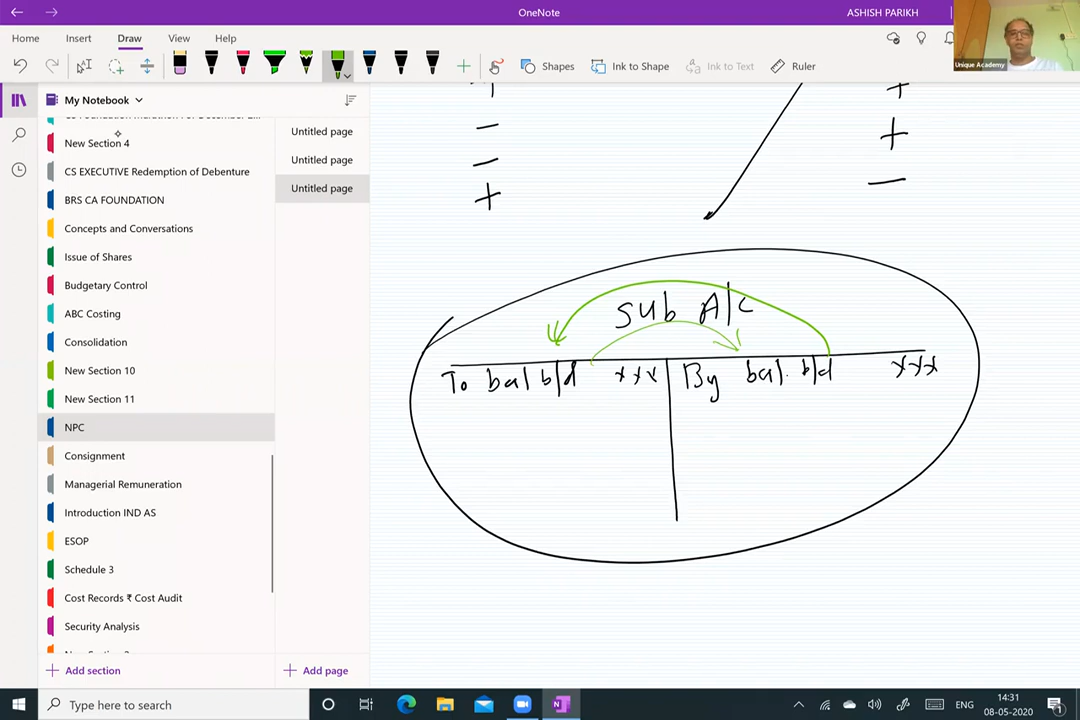 OneNote
ASHISH PARIKH
Home Insert Draw View Help
Unique Academy
Shapes Ink to Shape Ink to Text Ruler
My Notebook
New Section 4
CS EXECUTIVE Redemption of Debenture
BRS CA FOUNDATION
Concepts and Conversations
Issue of Shares
Budgetary Control
ABC Costing
Consolidation
New Section 10
New Section 11
NPC
Consignment
Managerial Remuneration
Introduction IND AS
ESOP
Schedule 3
Cost Records ₹ Cost Audit
Security Analysis
Add section
Untitled page
Untitled page
Untitled page
Add page
+ +
− +
− −
+
Sub A/c
To bal b/d xxx By bal. b/d xxx
Type here to search
ENG
14:31
08-05-2020
1